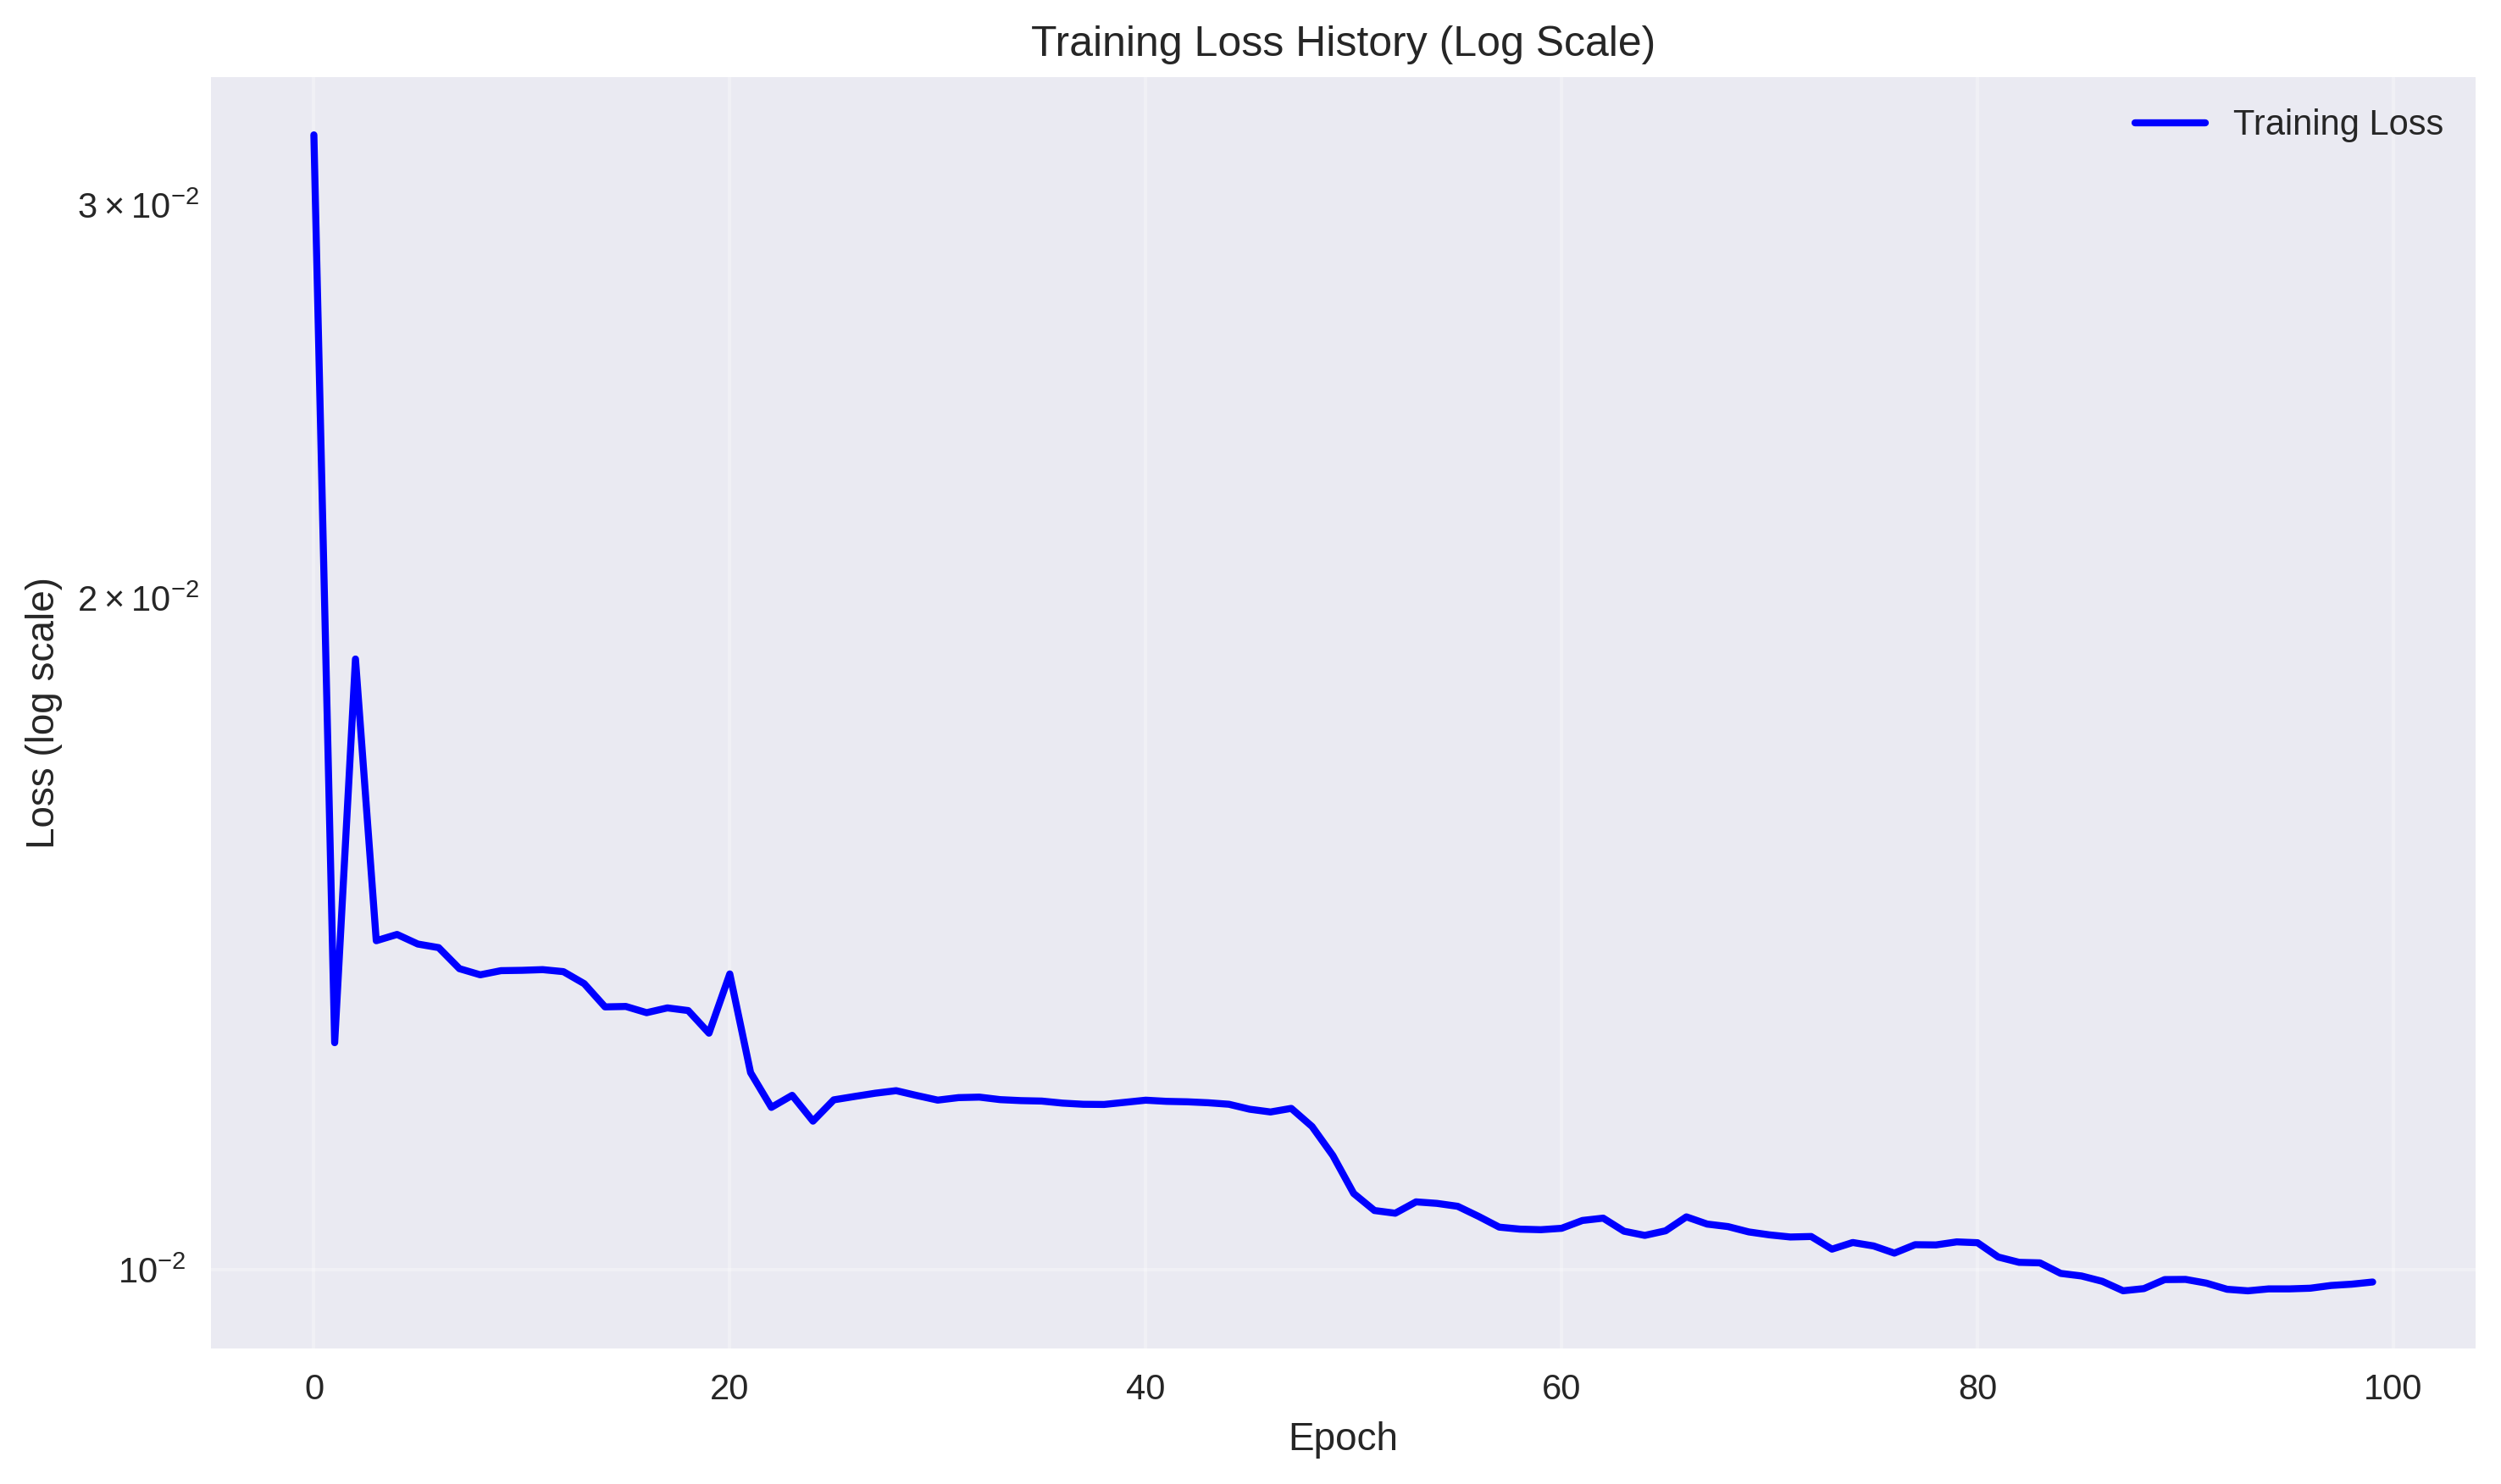 Training Loss History (Log Scale)
Training Loss
3 × 10⁻²
2 × 10⁻²
10⁻²
Loss (log scale)
0 20 40 60 80 100
Epoch